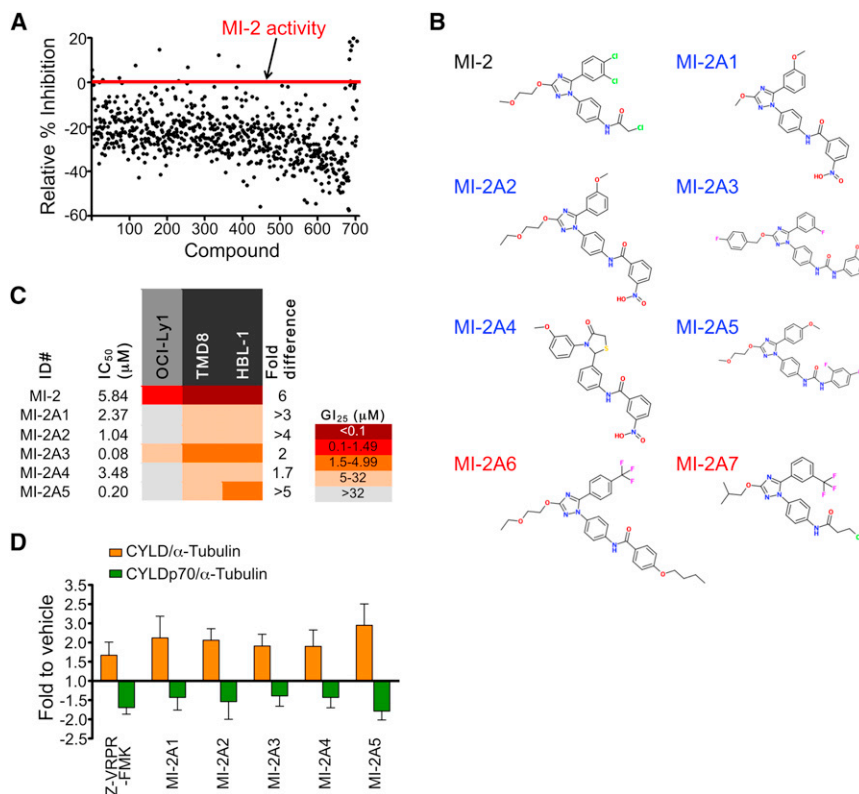 A
MI-2 activity
Relative % Inhibition
20
0
-20
-40
-60
0 100 200 300 400 500 600 700
Compound
B
MI-2
MI-2A1
MI-2A2
MI-2A3
MI-2A4
MI-2A5
MI-2A6
MI-2A7
C
ID# IC50 (μM) OCI-Ly1 TMD8 HBL-1 Fold difference
MI-2 5.84 6
MI-2A1 2.37 >3
MI-2A2 1.04 >4
MI-2A3 0.08 2
MI-2A4 3.48 1.7
MI-2A5 0.20 >5
GI25 (μM)
<0.1
0.1-1.49
1.5-4.99
5-32
>32
D
CYLD/α-Tubulin
CYLDp70/α-Tubulin
Fold to vehicle
3.5
3.0
2.5
2.0
1.5
1.0
-1.5
-2.0
-2.5
Z-VRPR-FMK
MI-2A1
MI-2A2
MI-2A3
MI-2A4
MI-2A5